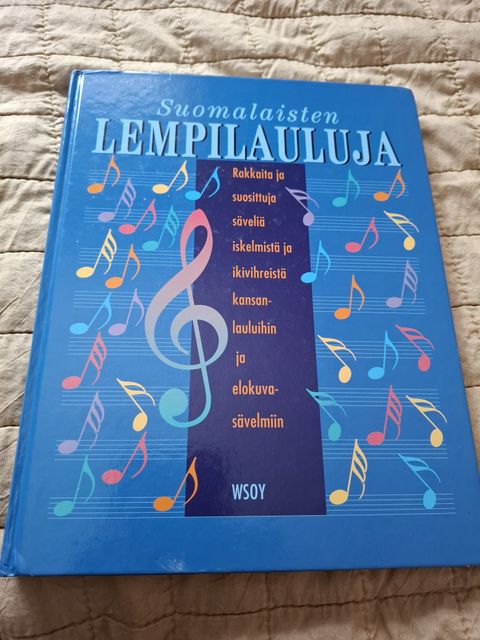 Suomalaisten
LEMPILAULUJA
Rakkaita ja
suosittuja
säveliä
iskelmistä ja
ikivihreistä
kansan-
lauluihin
ja
elokuva-
sävelmiin
WSOY